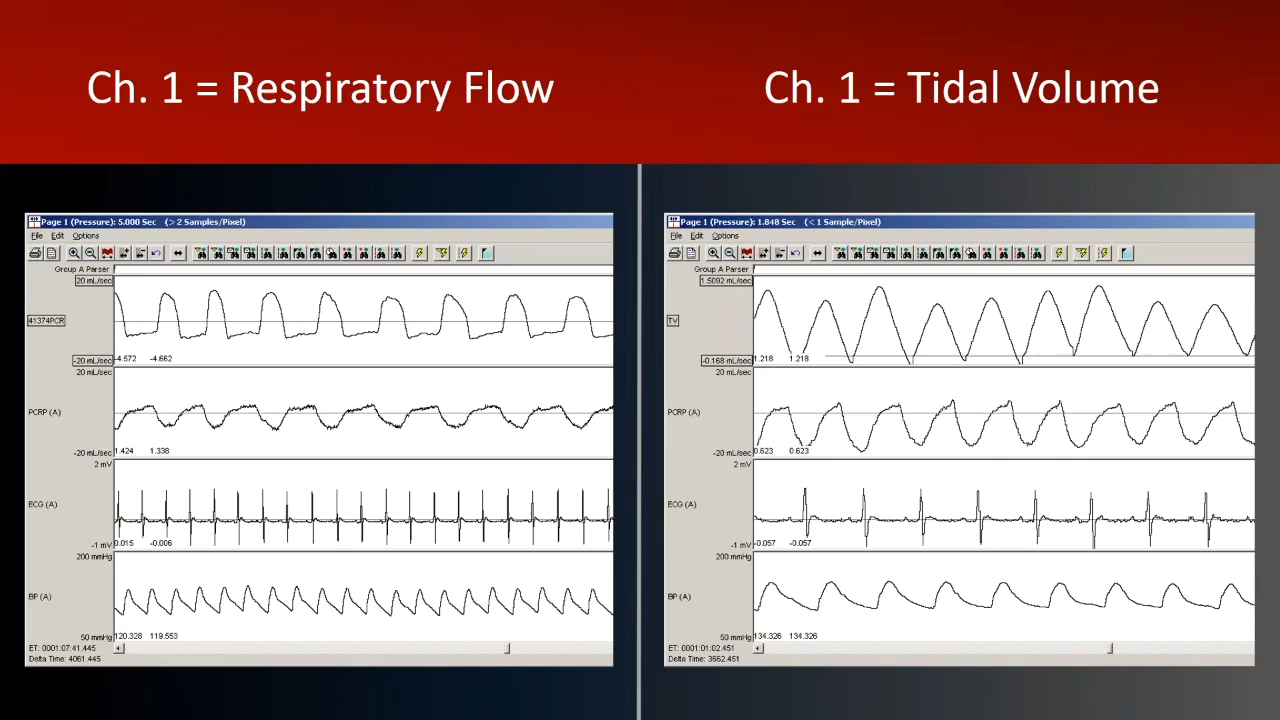 Ch. 1 = Respiratory Flow
Ch. 1 = Tidal Volume
Page 1 (Pressure): 5.000 Sec (> 2 Samples/Pixel)
File Edit Options
Group A Parser
20 mL/sec
41374PCR
-20 mL/sec
-4.572 -4.662
20 mL/sec
PCRP (A)
-20 mL/sec
1.424 1.338
2 mV
ECG (A)
-1 mV
0.015 -0.006
200 mmHg
BP (A)
50 mmHg
120.328 119.553
ET: 0001:07:41.445
Delta Time: 4061.445
Page 1 (Pressure): 1.848 Sec (< 1 Sample/Pixel)
File Edit Options
Group A Parser
1.5092 mL/sec
TV
-0.168 mL/sec
1.218 1.218
20 mL/sec
PCRP (A)
-20 mL/sec
0.623 0.623
2 mV
ECG (A)
-1 mV
-0.057 -0.057
200 mmHg
BP (A)
50 mmHg
134.326 134.326
ET: 0001:01:02.451
Delta Time: 3662.451